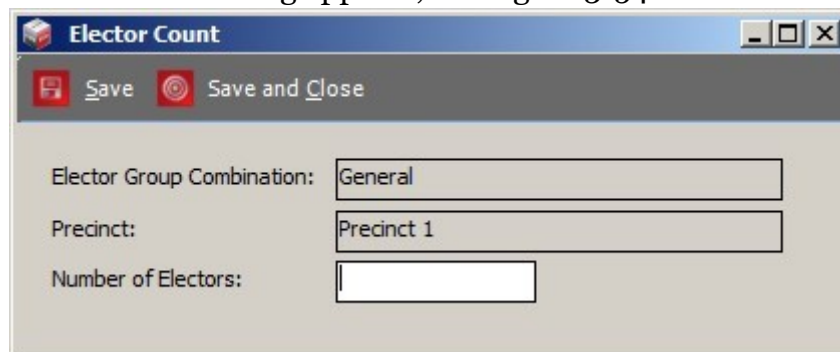 Elector Count
Save Save and Close
Elector Group Combination: General
Precinct: Precinct 1
Number of Electors: